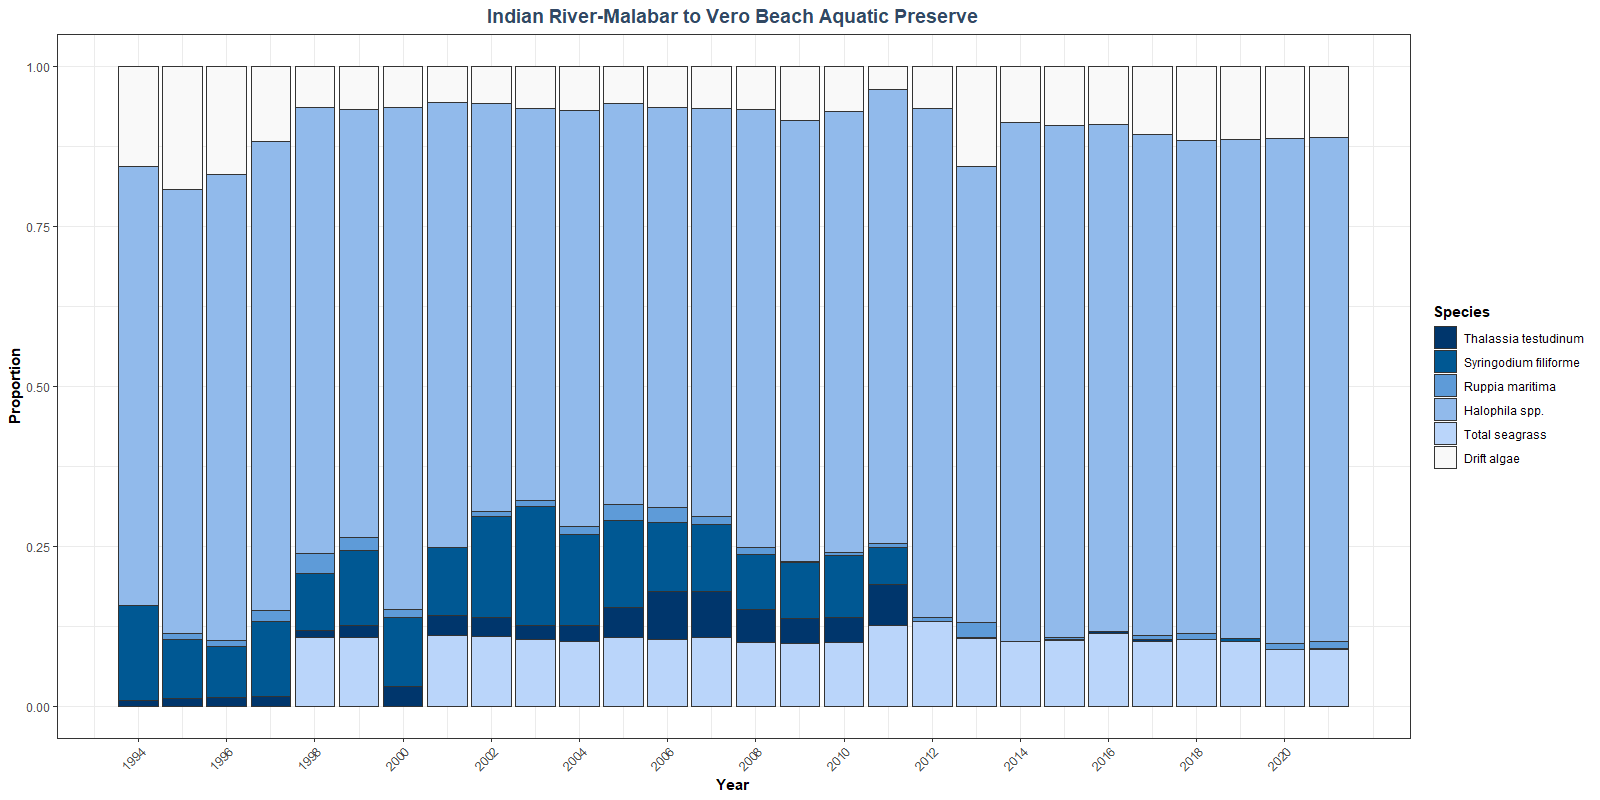 Indian River-Malabar to Vero Beach Aquatic Preserve
1.00
0.75
0.50
0.25
0.00
Proportion
1994
1996
1998
2000
2002
2004
2006
2008
2010
2012
2014
2016
2018
2020
Year
Species
Thalassia testudinum
Syringodium filiforme
Ruppia maritima
Halophila spp.
Total seagrass
Drift algae